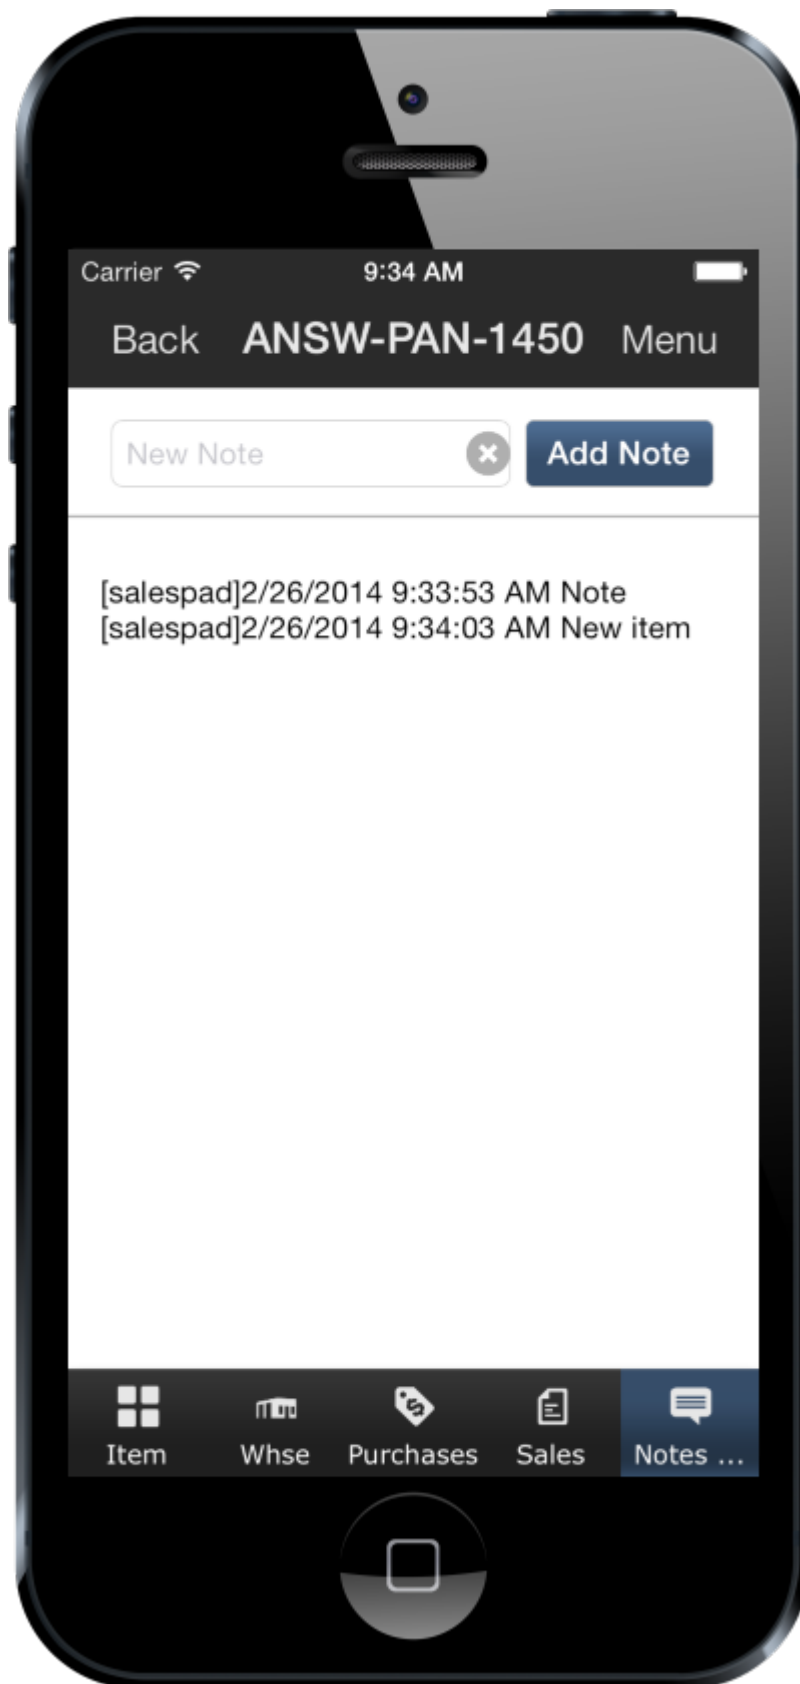 Carrier 9:34 AM
Back ANSW-PAN-1450 Menu
New Note Add Note
[salespad]2/26/2014 9:33:53 AM Note
[salespad]2/26/2014 9:34:03 AM New item
Item Whse Purchases Sales Notes ...